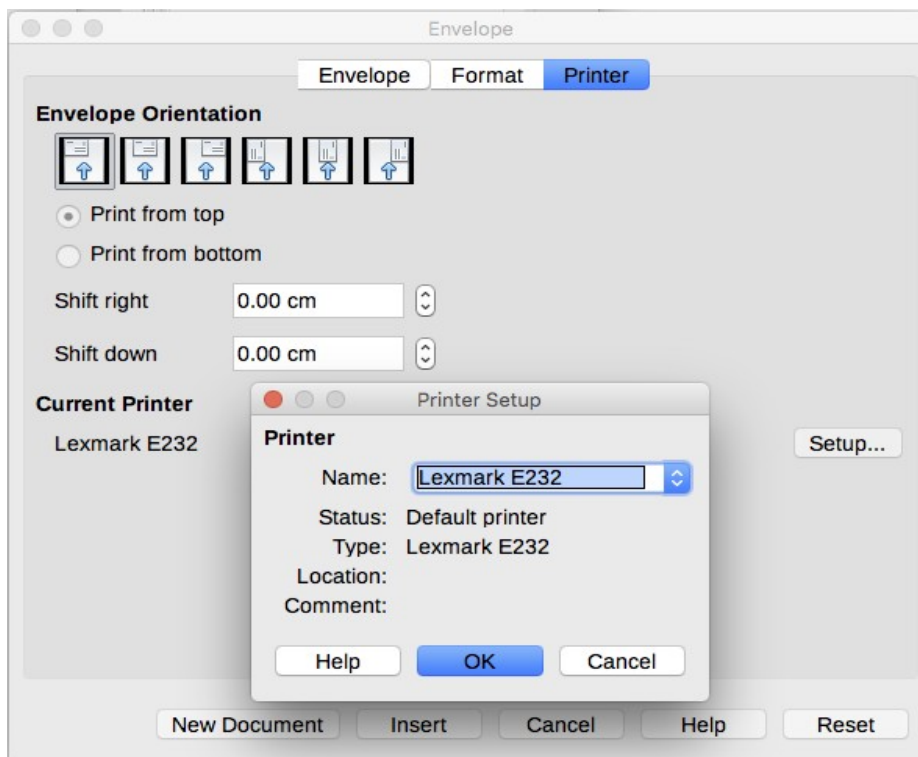 Envelope
Envelope Format Printer
Envelope Orientation
Print from top
Print from bottom
Shift right 0.00 cm
Shift down 0.00 cm
Current Printer
Lexmark E232
Setup...
Printer Setup
Printer
Name: Lexmark E232
Status: Default printer
Type: Lexmark E232
Location:
Comment:
Help OK Cancel
New Document Insert Cancel Help Reset